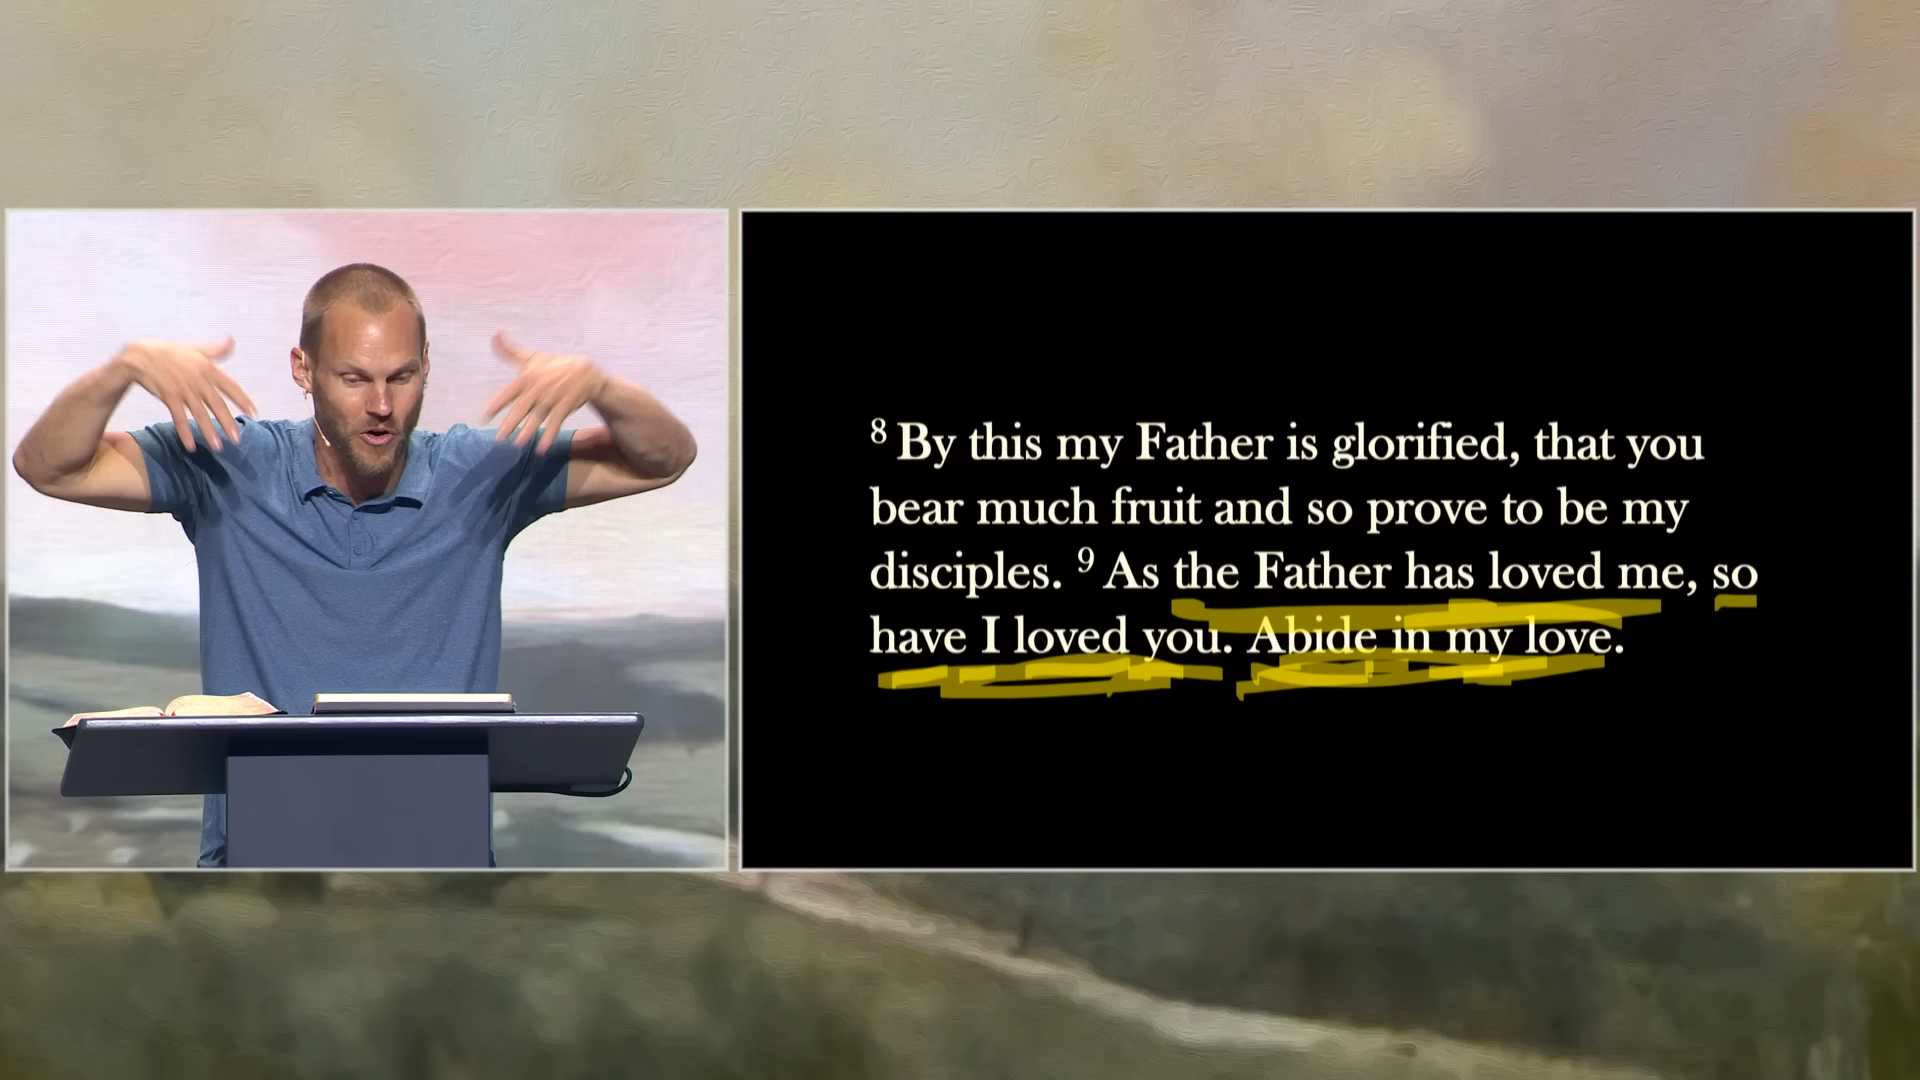 8 By this my Father is glorified, that you
bear much fruit and so prove to be my
disciples. 9 As the Father has loved me, so
have I loved you. Abide in my love.